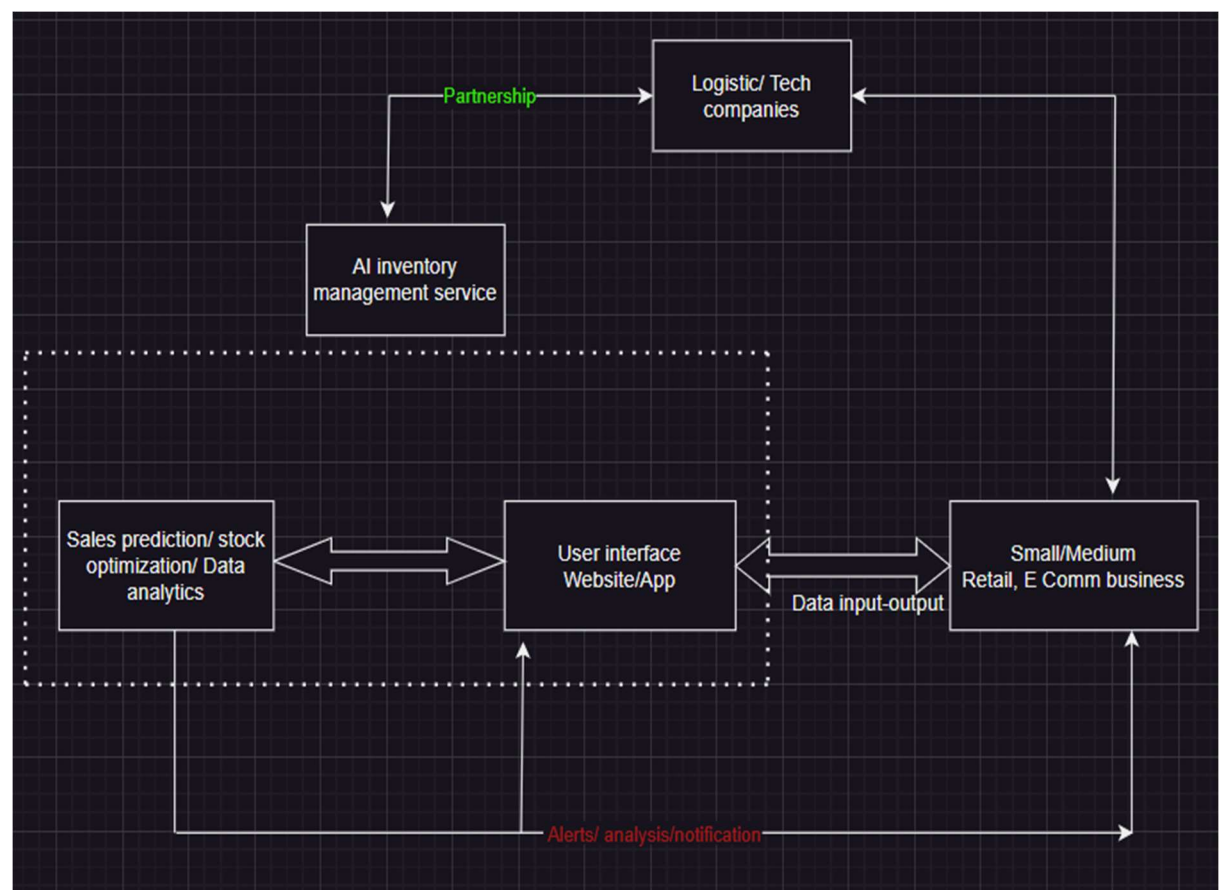 Logistic/ Tech
companies
Partnership
AI inventory
management service
Sales prediction/ stock
optimization/ Data
analytics
User interface
Website/App
Data input-output
Small/Medium
Retail, E Comm business
Alerts/ analysis/notification